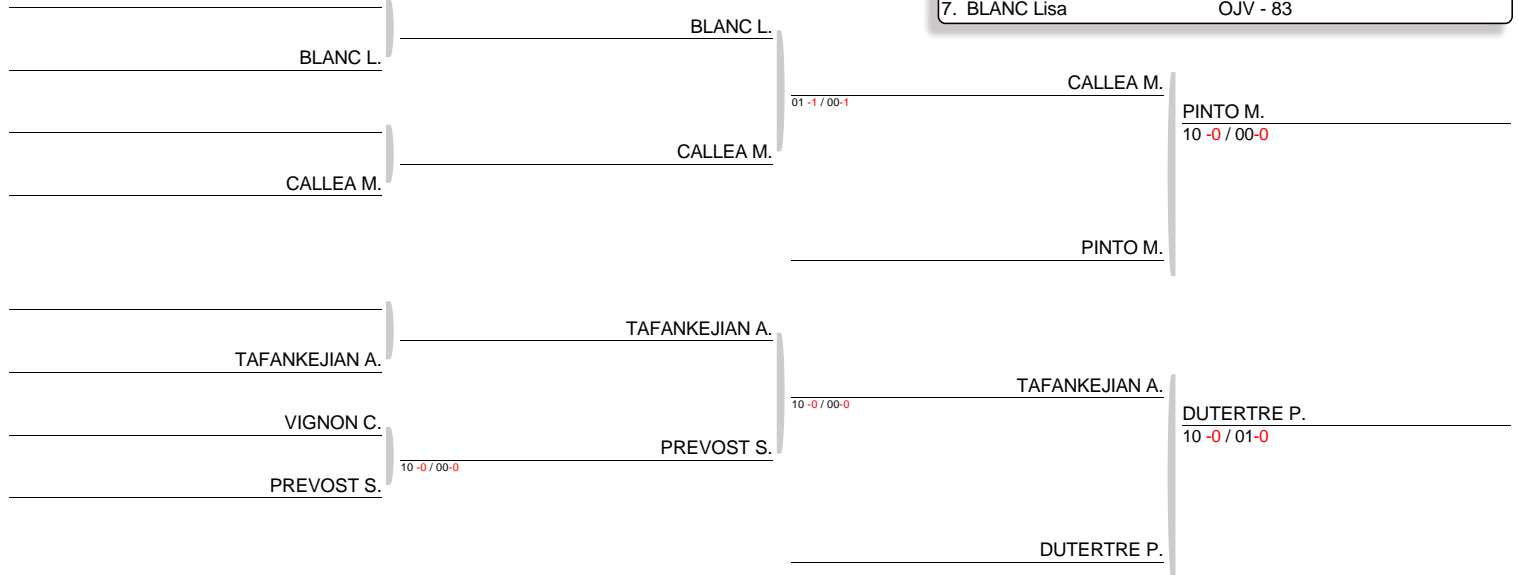 7. BLANC Lisa OJV - 83
BLANC L.
BLANC L.
CALLEA M.
01 -1 / 00-1
PINTO M.
10 -0 / 00-0
CALLEA M.
CALLEA M.
PINTO M.
TAFANKEJIAN A.
TAFANKEJIAN A.
TAFANKEJIAN A.
10 -0 / 00-0
DUTERTRE P.
10 -0 / 01-0
VIGNON C.
PREVOST S.
10 -0 / 00-0
PREVOST S.
DUTERTRE P.